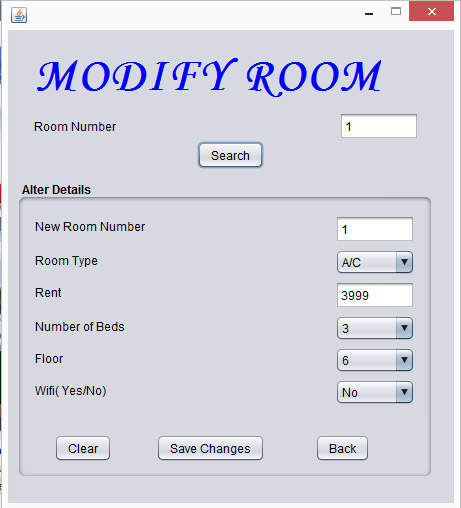 MODIFY ROOM
Room Number 1
Search
Alter Details
New Room Number 1
Room Type A/C
Rent 3999
Number of Beds 3
Floor 6
Wifi( Yes/No) No
Clear Save Changes Back